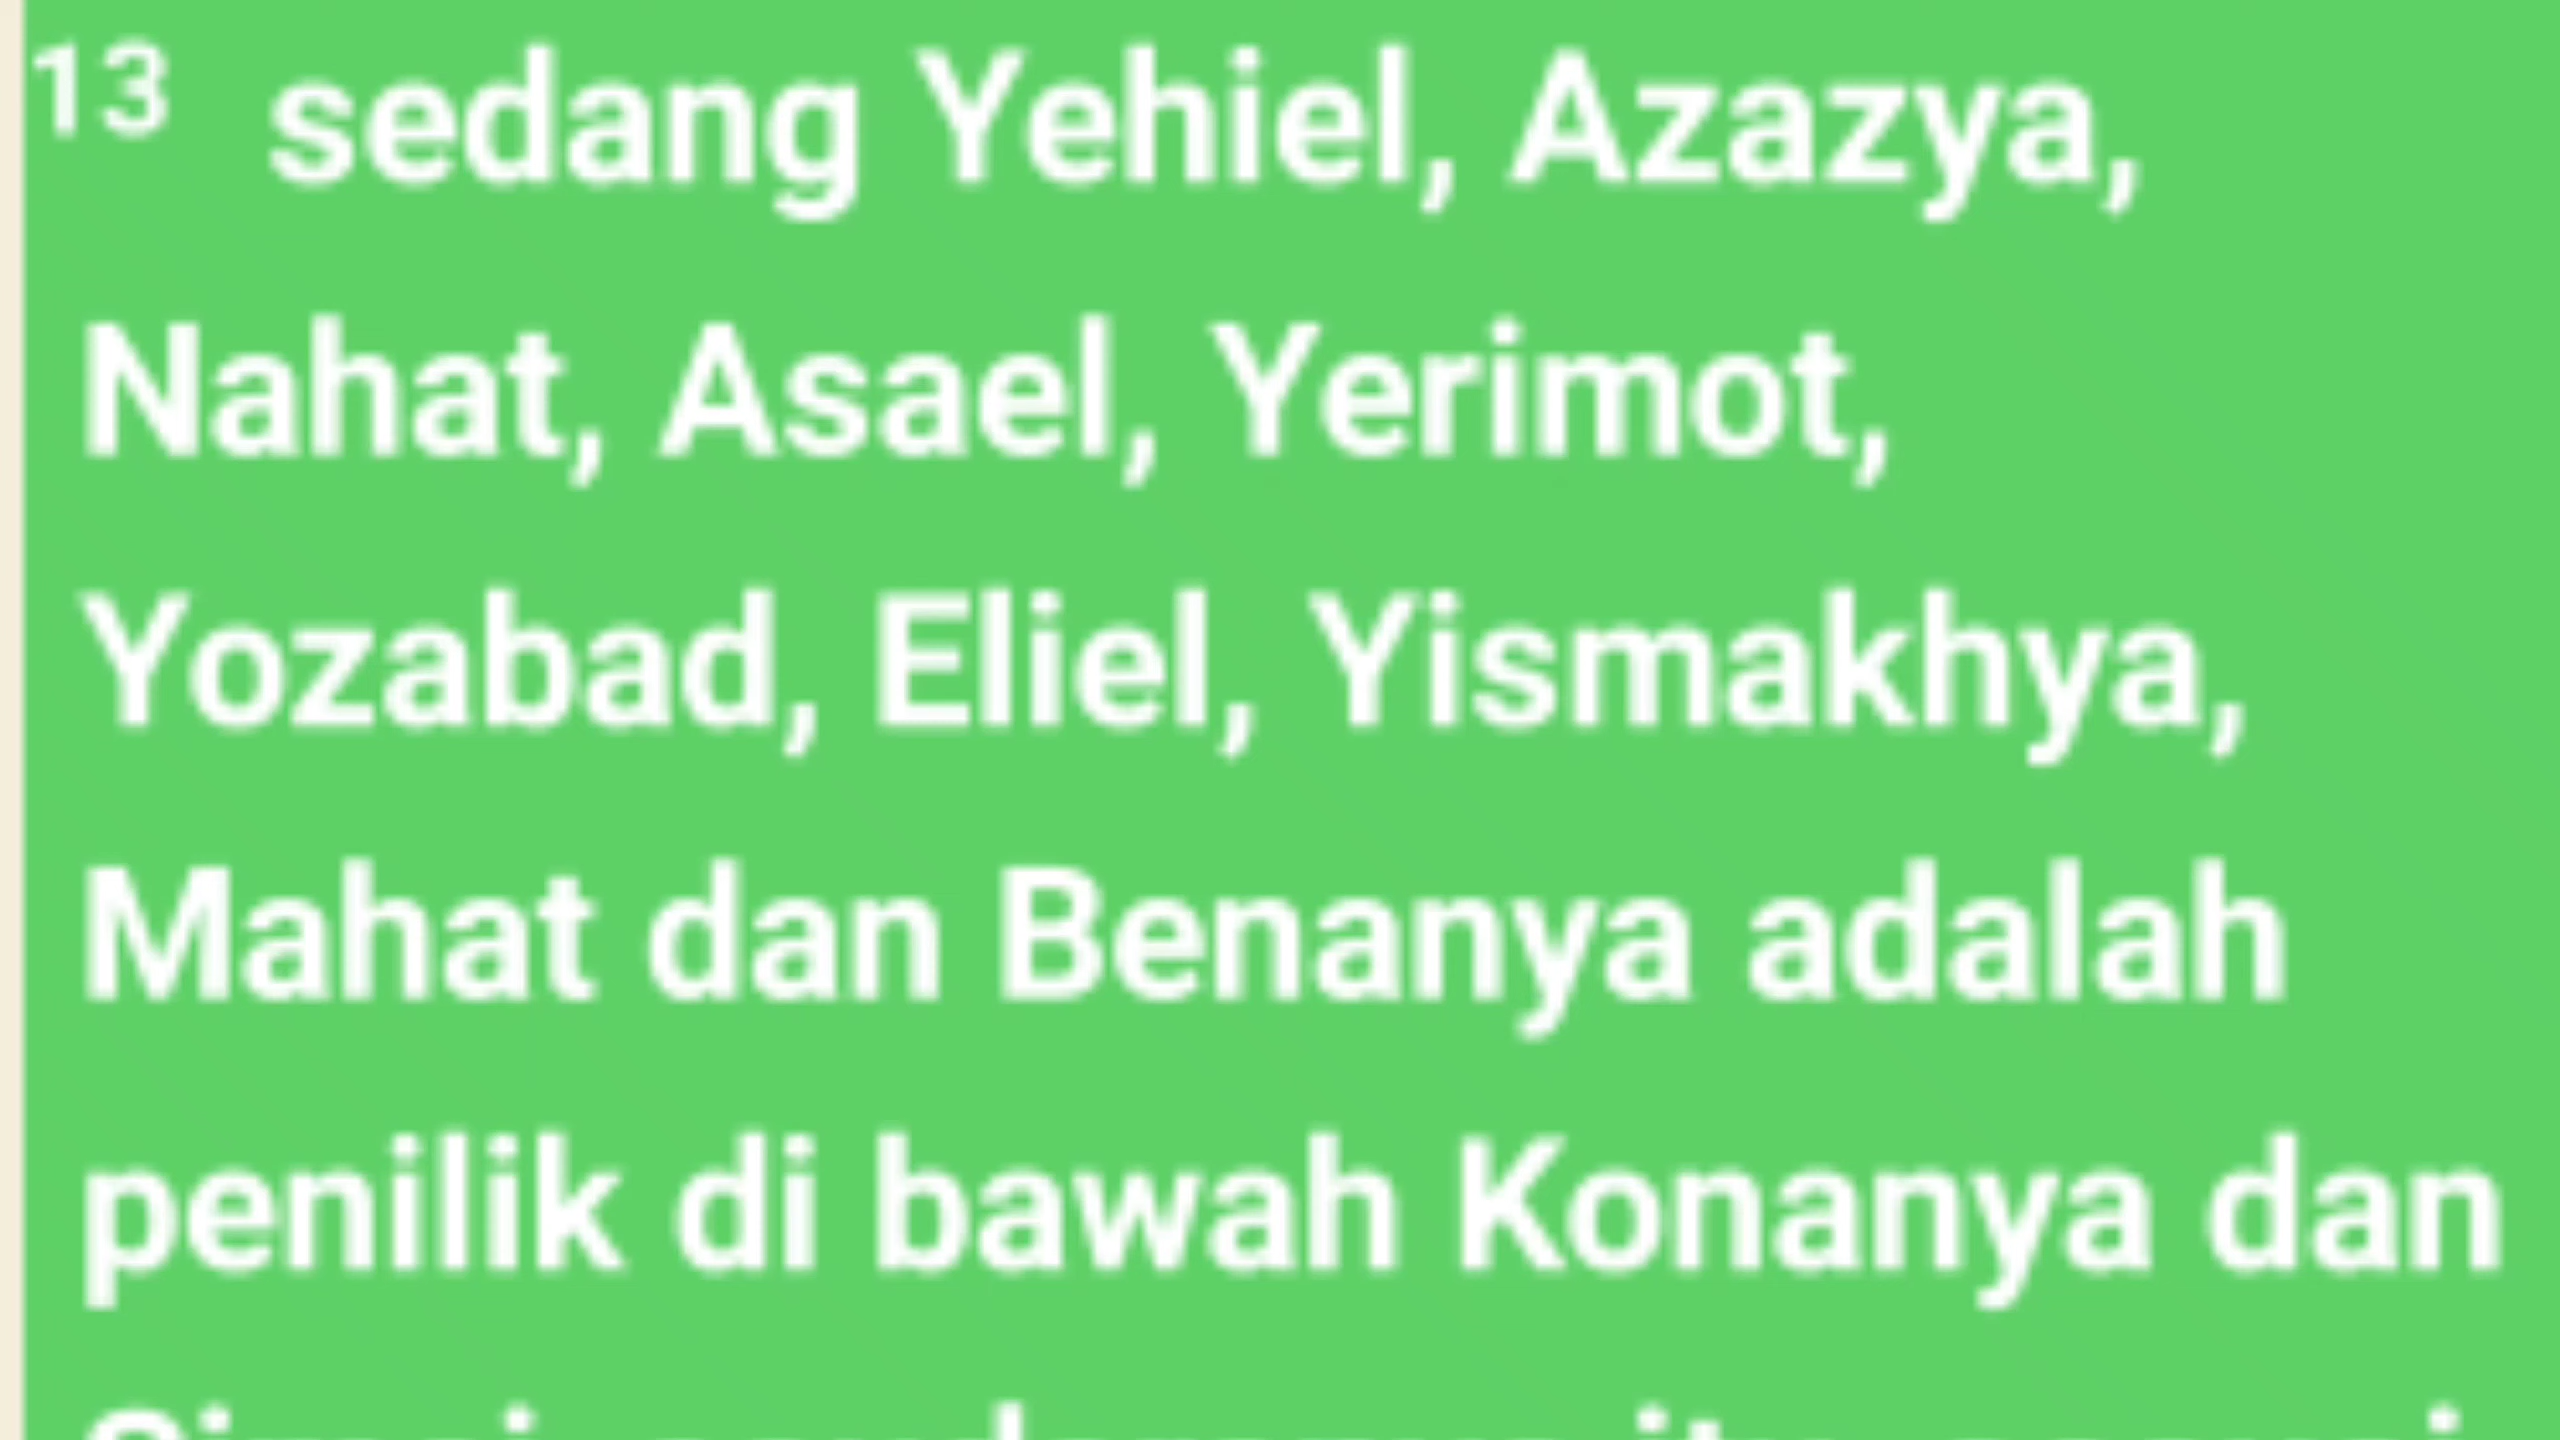 13 sedang Yehiel, Azazya,
Nahat, Asael, Yerimot,
Yozabad, Eliel, Yismakhya,
Mahat dan Benanya adalah
penilik di bawah Konanya dan